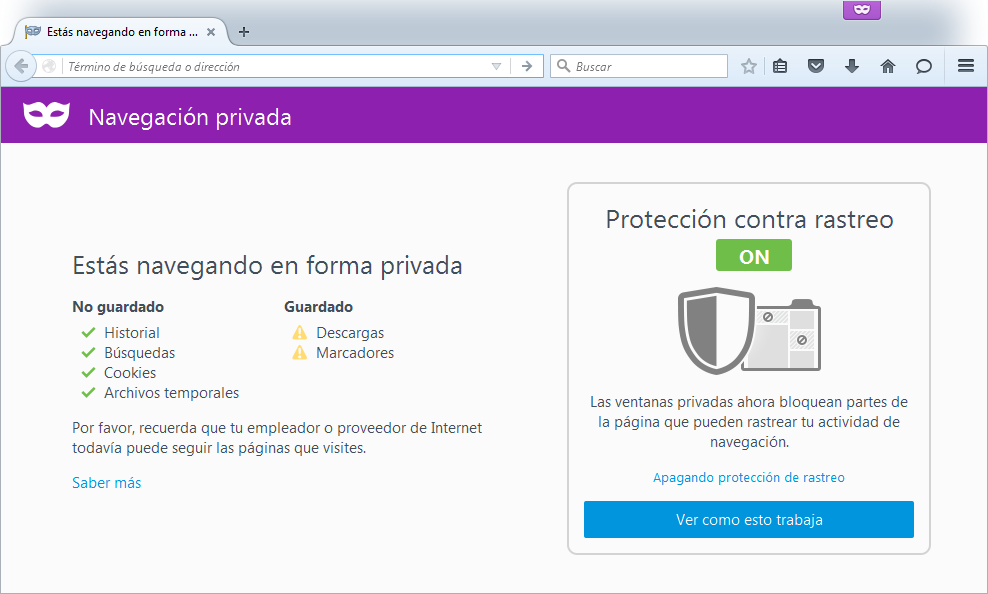 Estás navegando en forma ...
Término de búsqueda o dirección
Buscar
Navegación privada
Estás navegando en forma privada
No guardado
Historial
Búsquedas
Cookies
Archivos temporales
Guardado
Descargas
Marcadores
Por favor, recuerda que tu empleador o proveedor de Internet
todavía puede seguir las páginas que visites.
Saber más
Protección contra rastreo
ON
Las ventanas privadas ahora bloquean partes de
la página que pueden rastrear tu actividad de
navegación.
Apagando protección de rastreo
Ver como esto trabaja